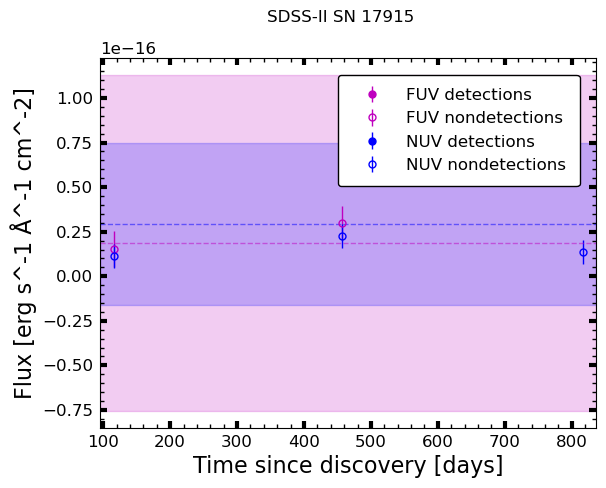 SDSS-II SN 17915
1e−16
FUV detections
FUV nondetections
NUV detections
NUV nondetections
1.00
0.75
0.50
0.25
0.00
−0.25
−0.50
−0.75
Flux [erg s^-1 Å^-1 cm^-2]
100 200 300 400 500 600 700 800
Time since discovery [days]